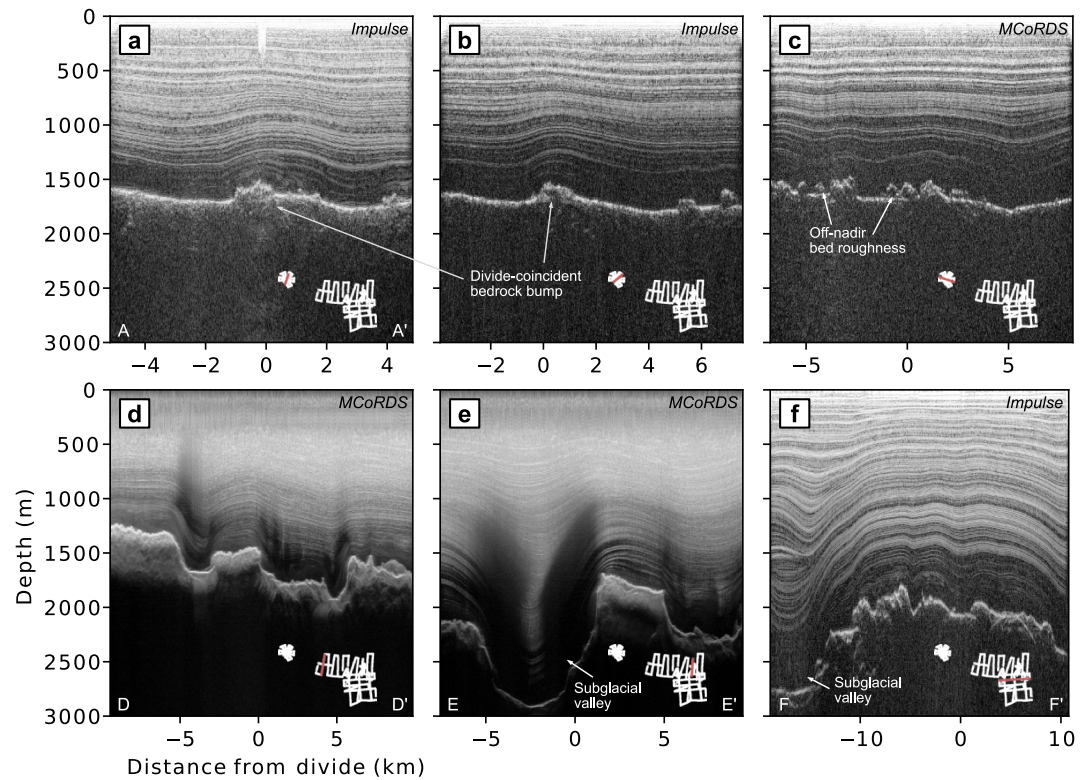 a
Impulse
b
Impulse
c
MCoRDS
0
500
1000
1500
2000
2500
3000
Off-nadir
bed roughness
Divide-coincident
bedrock bump
A
A'
−4
−2
0
2
4
−2
0
2
4
6
−5
0
5
d
MCoRDS
e
MCoRDS
f
Impulse
0
500
1000
1500
2000
2500
3000
Depth (m)
Subglacial
valley
Subglacial
valley
D
D'
E
E'
F
F'
−5
0
5
−5
0
5
−10
0
10
Distance from divide (km)